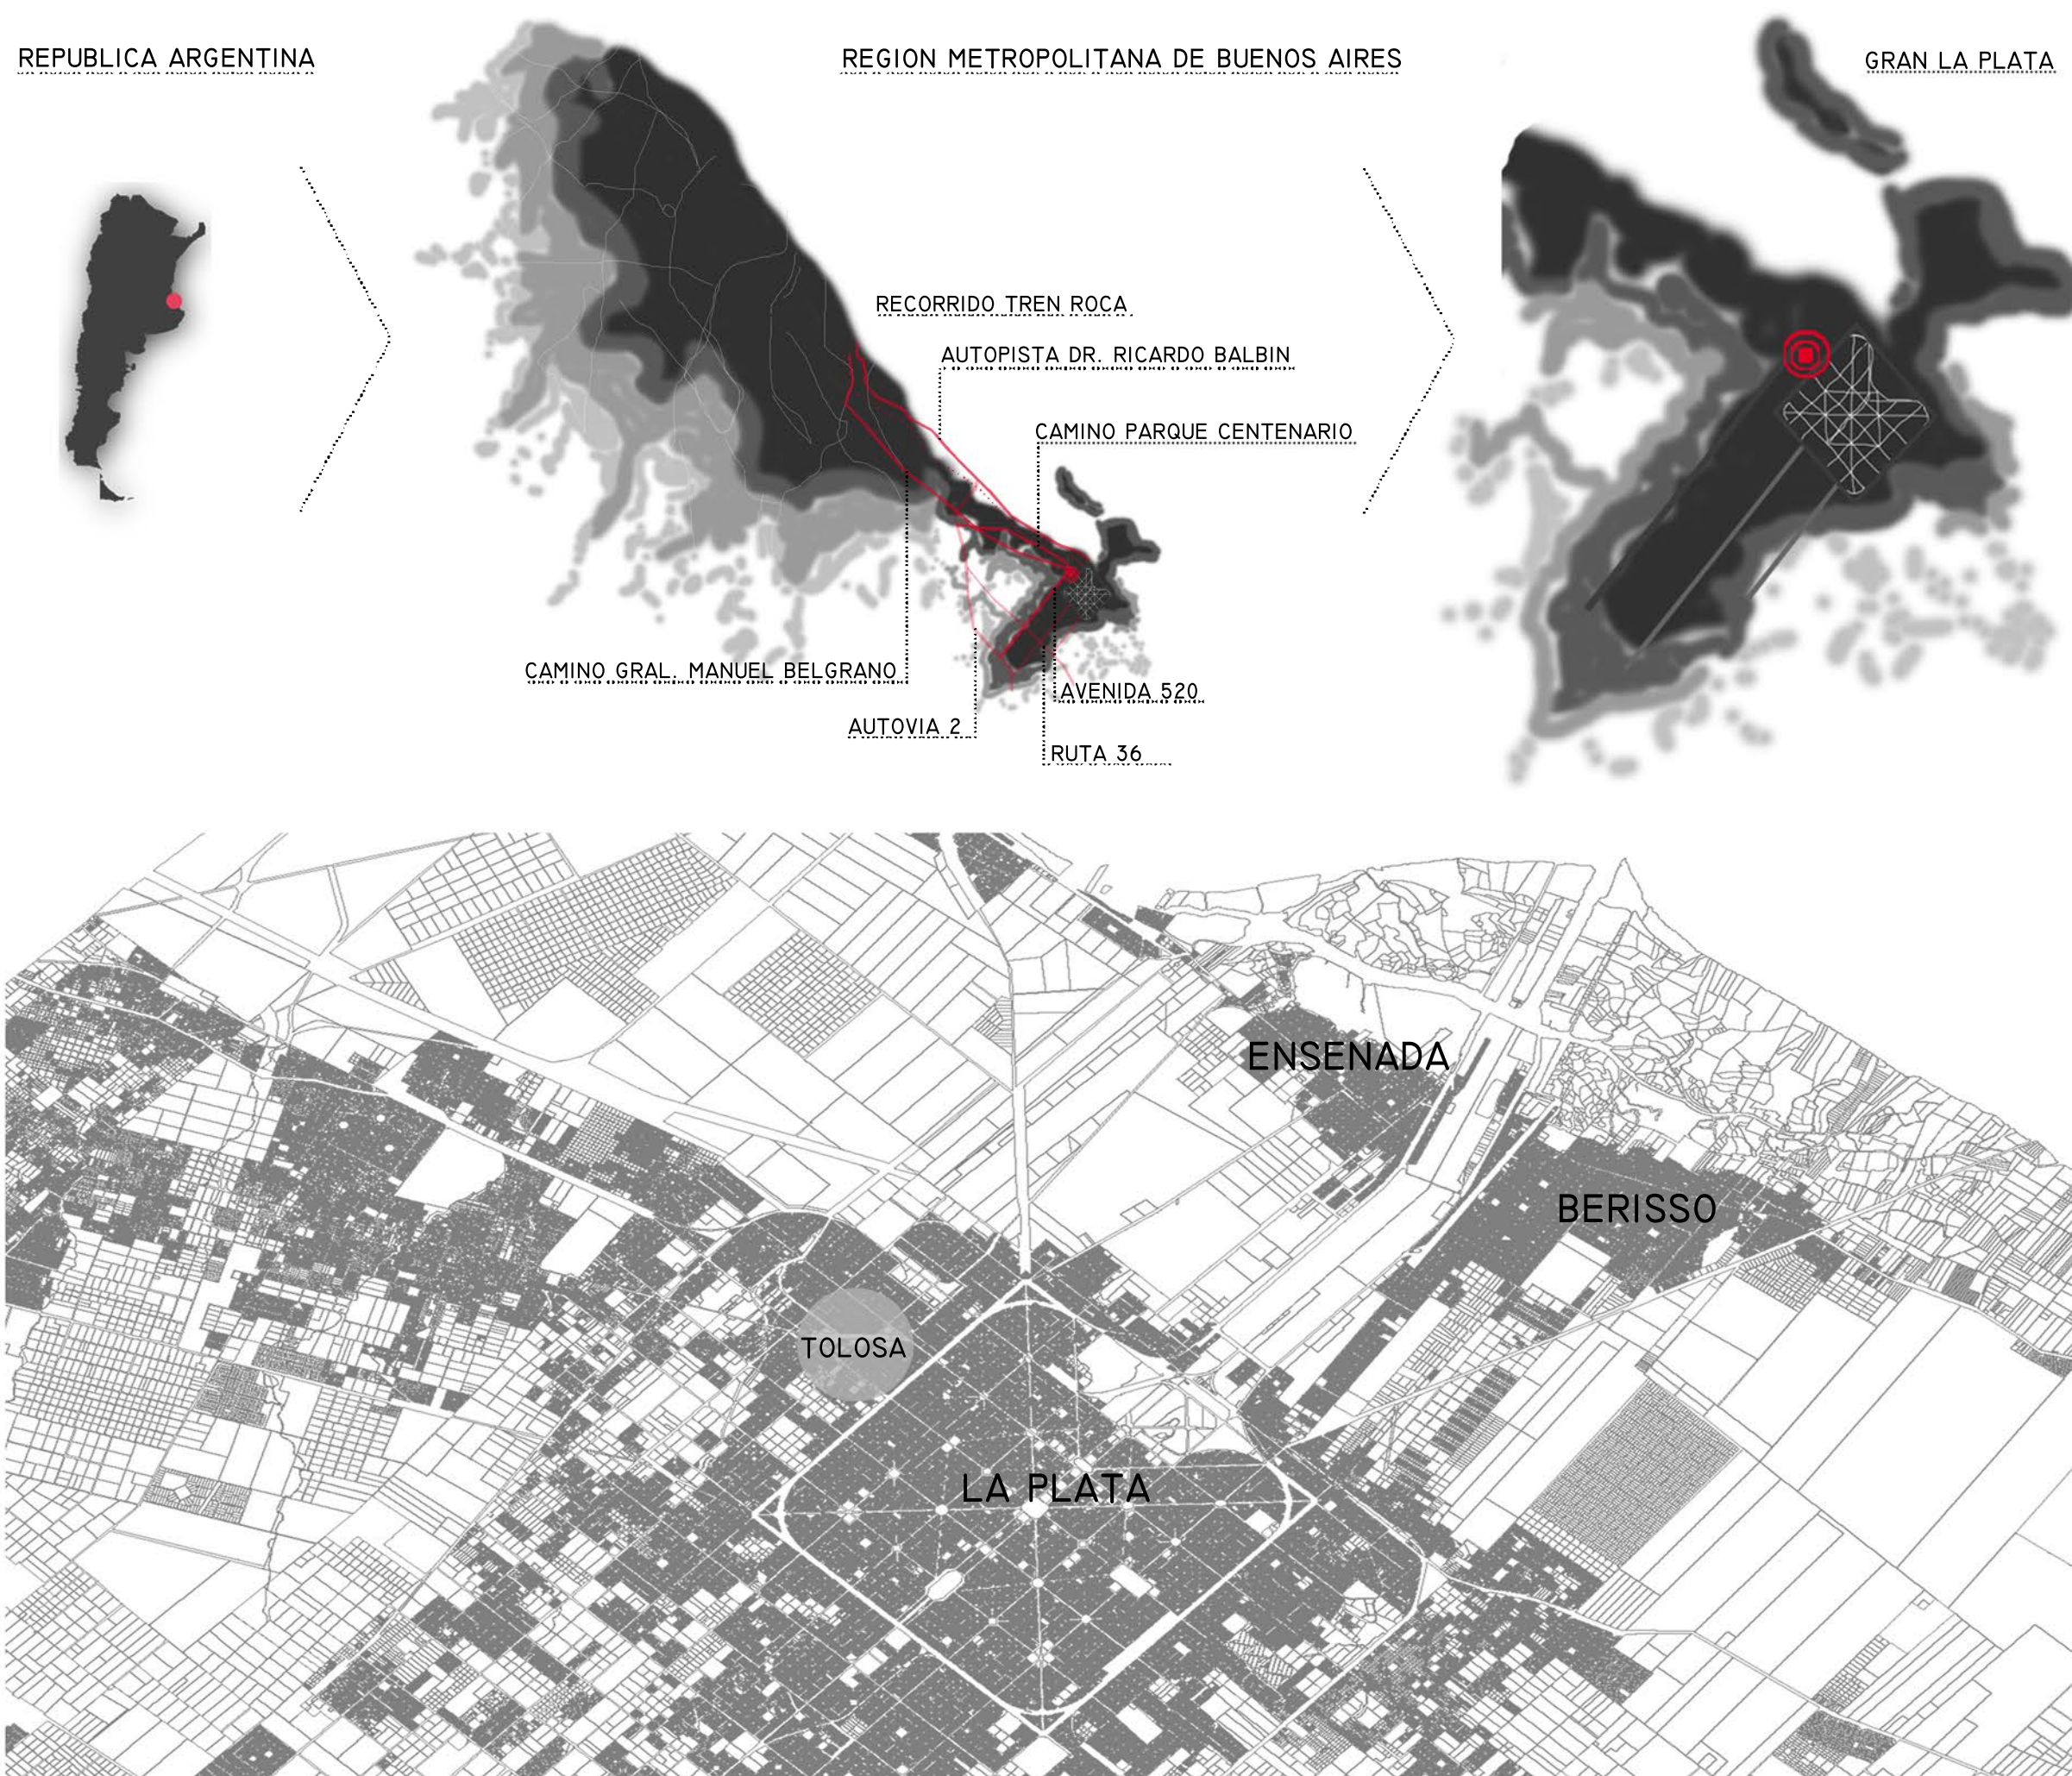 REPUBLICA ARGENTINA
REGION METROPOLITANA DE BUENOS AIRES
GRAN LA PLATA
RECORRIDO TREN ROCA
AUTOPISTA DR. RICARDO BALBIN
CAMINO PARQUE CENTENARIO
CAMINO GRAL. MANUEL BELGRANO
AVENIDA 520
AUTOVIA 2
RUTA 36
ENSENADA
BERISSO
TOLOSA
LA PLATA